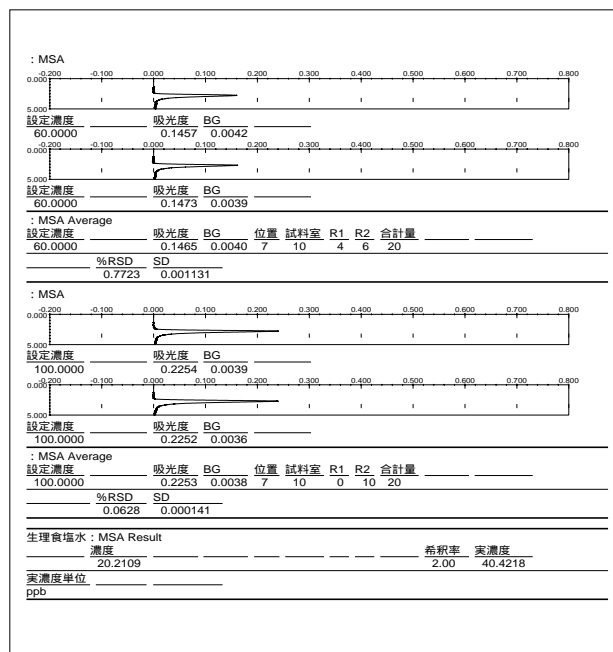 : MSA
-0.200 -0.100 0.000 0.100 0.200 0.300 0.400 0.500 0.600 0.700 0.800
0.000
5.000
設定濃度 吸光度 BG
60.0000 0.1457 0.0042
-0.200 -0.100 0.000 0.100 0.200 0.300 0.400 0.500 0.600 0.700 0.800
0.000
5.000
設定濃度 吸光度 BG
60.0000 0.1473 0.0039
: MSA Average
設定濃度 吸光度 BG 位置 試料室 R1 R2 合計量
60.0000 0.1465 0.0040 7 10 4 6 20
%RSD SD
0.7723 0.001131
: MSA
-0.200 -0.100 0.000 0.100 0.200 0.300 0.400 0.500 0.600 0.700 0.800
0.000
5.000
設定濃度 吸光度 BG
100.0000 0.2254 0.0039
-0.200 -0.100 0.000 0.100 0.200 0.300 0.400 0.500 0.600 0.700 0.800
0.000
5.000
設定濃度 吸光度 BG
100.0000 0.2252 0.0036
: MSA Average
設定濃度 吸光度 BG 位置 試料室 R1 R2 合計量
100.0000 0.2253 0.0038 7 10 0 10 20
%RSD SD
0.0628 0.000141
生理食塩水 : MSA Result
濃度 希釈率 実濃度
20.2109 2.00 40.4218
実濃度単位
ppb